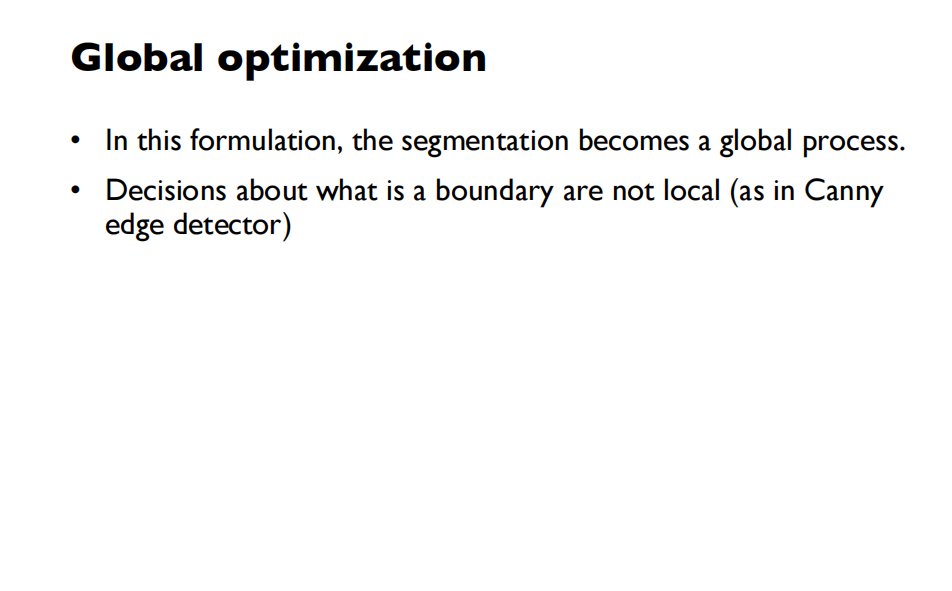 Global optimization
• In this formulation, the segmentation becomes a global process.
• Decisions about what is a boundary are not local (as in Canny
edge detector)